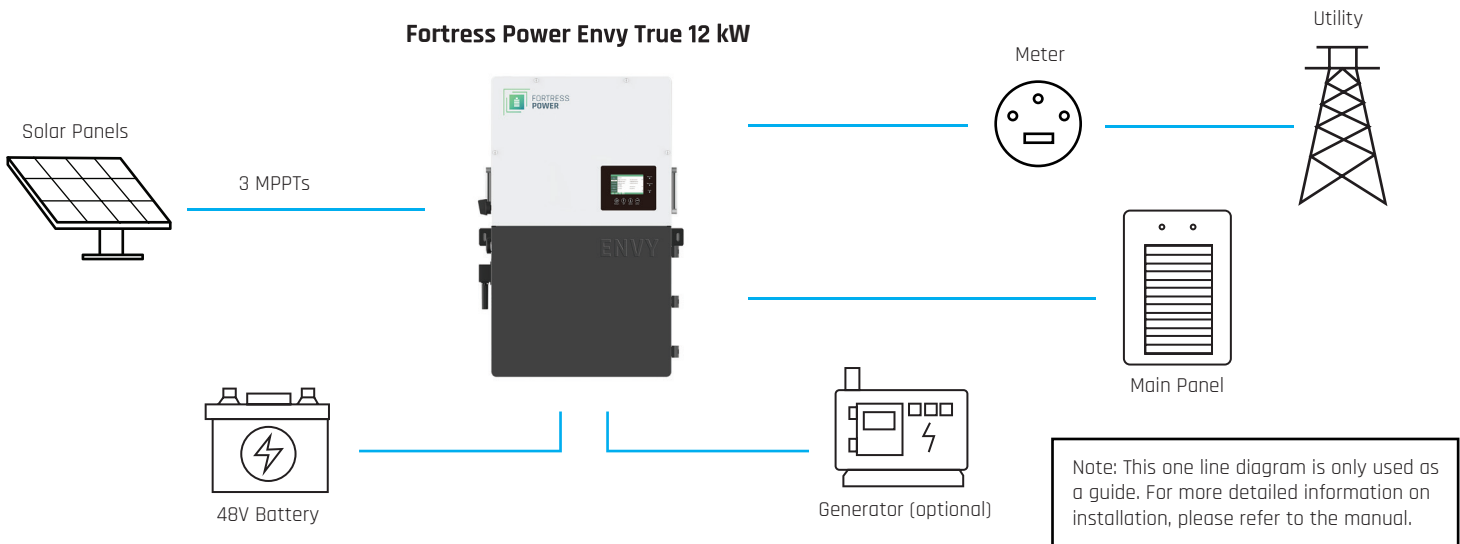 Fortress Power Envy True 12 kW
Utility
Meter
FORTRESS
POWER
Solar Panels
3 MPPTs
ENVY
Main Panel
48V Battery
Generator (optional)
Note: This one line diagram is only used as
a guide. For more detailed information on
installation, please refer to the manual.